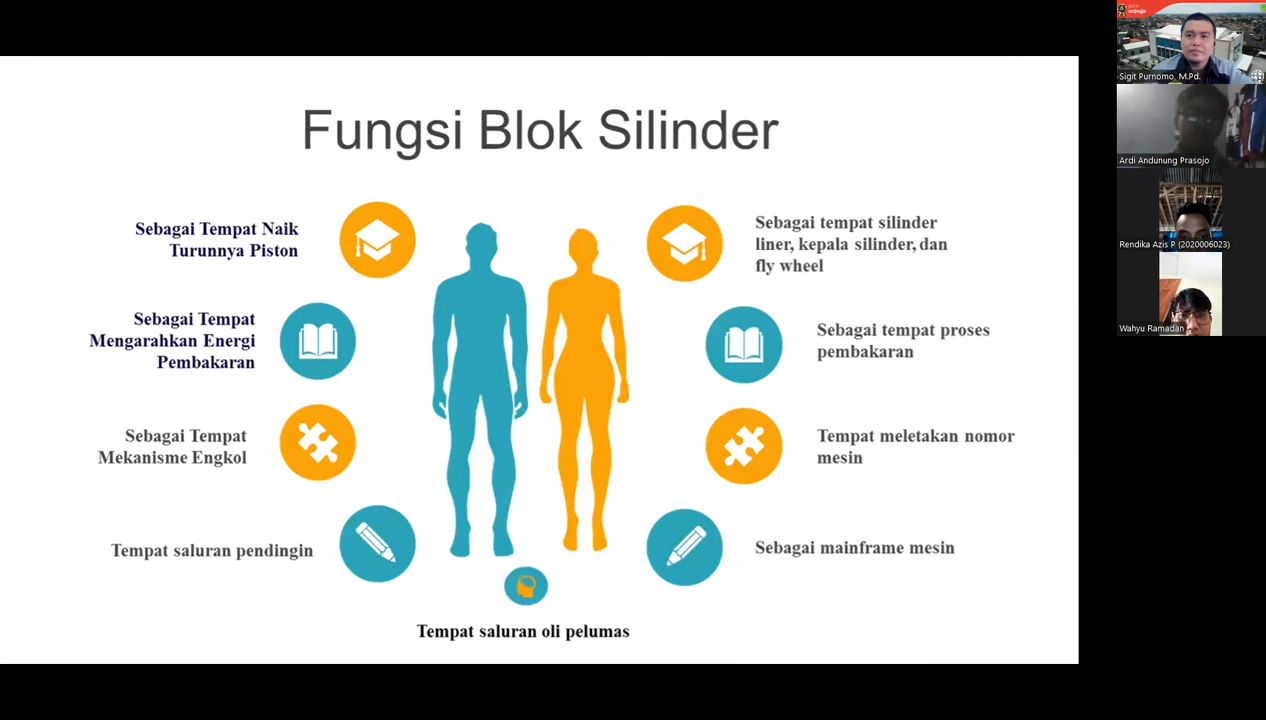 Fungsi Blok Silinder
Sebagai Tempat Naik
Turunnya Piston
Sebagai Tempat
Mengarahkan Energi
Pembakaran
Sebagai Tempat
Mekanisme Engkol
Tempat saluran pendingin
Sebagai tempat silinder
liner, kepala silinder, dan
fly wheel
Sebagai tempat proses
pembakaran
Tempat meletakan nomor
mesin
Sebagai mainframe mesin
Tempat saluran oli pelumas
Sigit Purnomo, M.Pd.
Ardi Andunung Prasojo
Rendika Azis P (2020006023)
Wahyu Ramadan